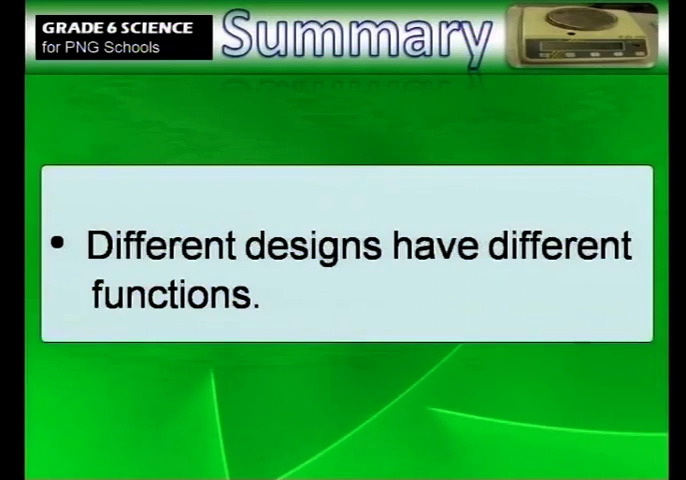 GRADE 6 SCIENCE
for PNG Schools
Summary
• Different designs have different
functions.